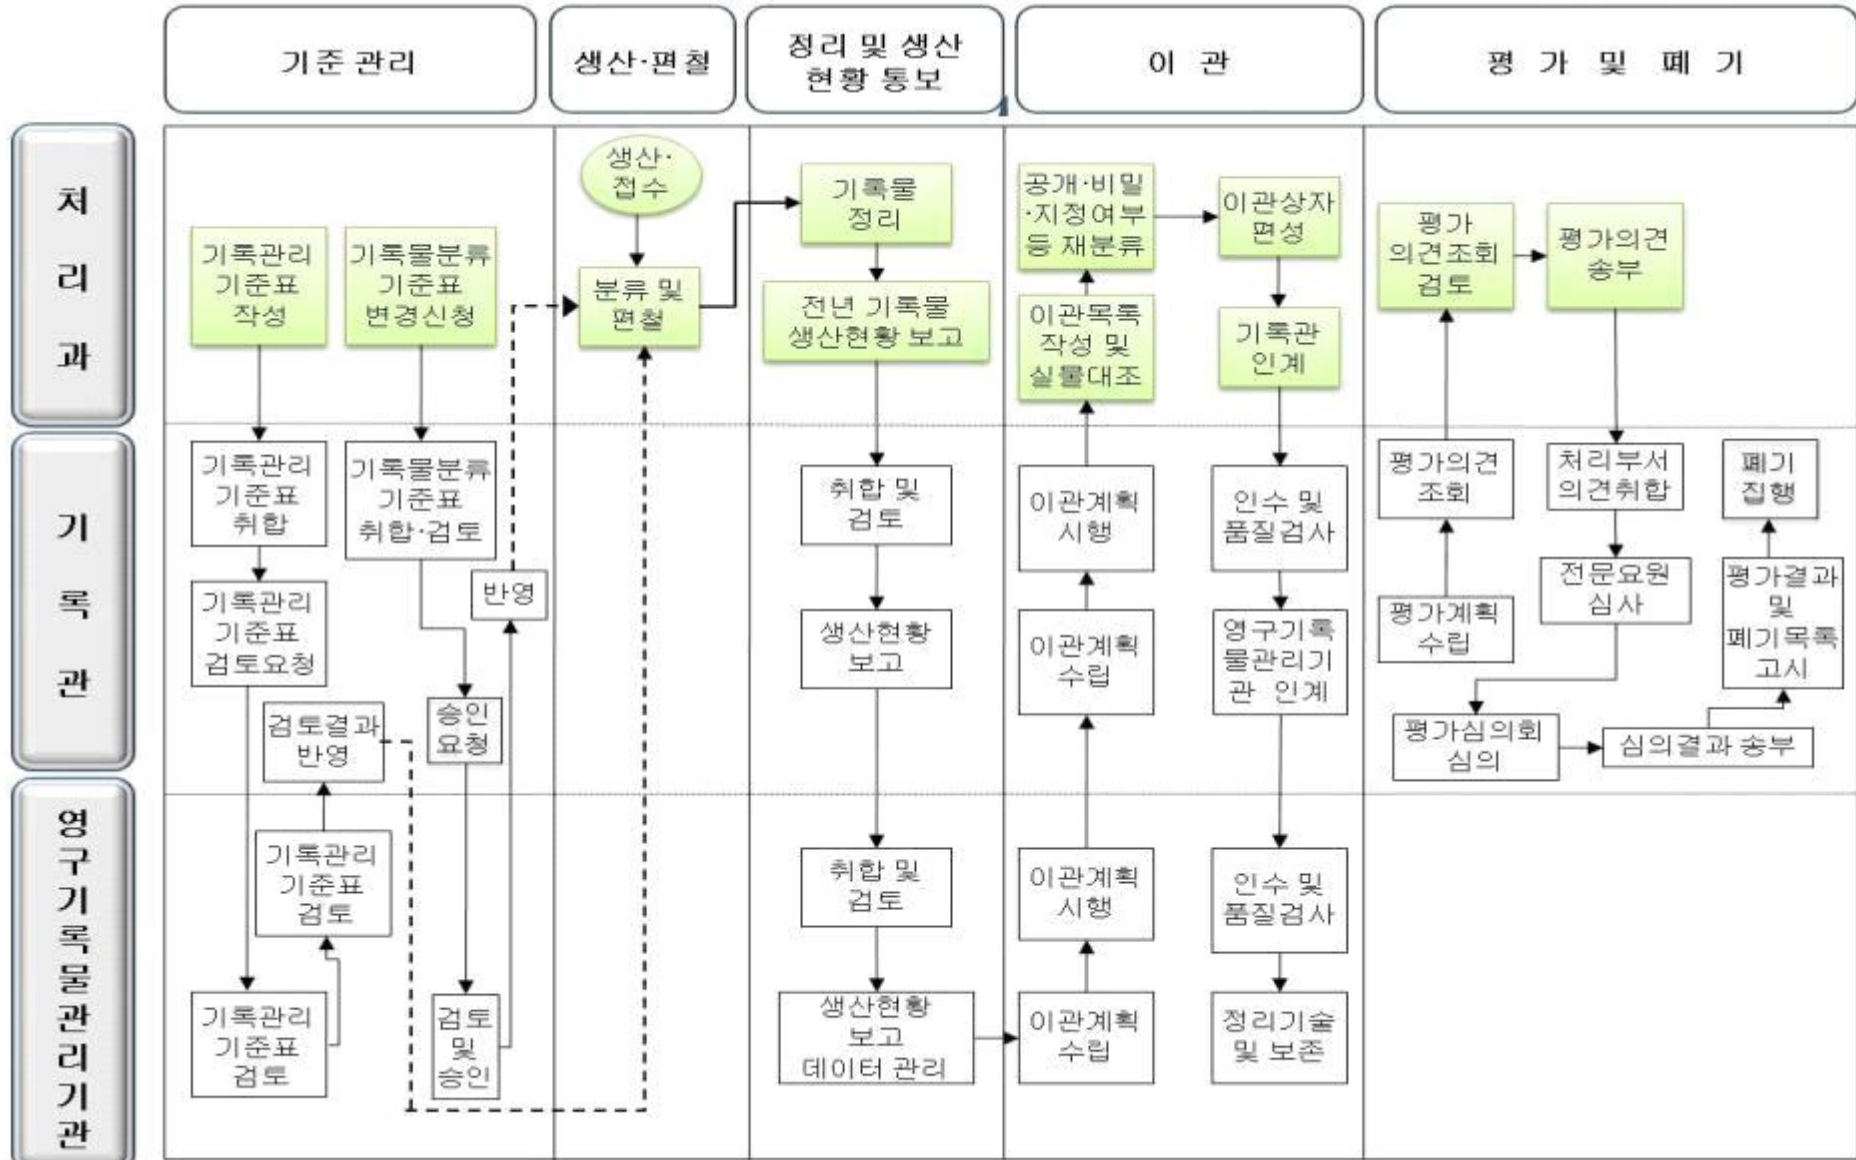 기준 관리
생산·편철
정리 및 생산
현황 통보
이 관
평 가 및 폐 기
처
리
과
기록관리
기준표
작성
기록물분류
기준표
변경신청
생산·
접수
분류 및
편철
기록물
정리
전년 기록물
생산현황 보고
공개·비밀
·지정여부
등 재분류
이관목록
작성 및
실물대조
이관상자
편성
기록관
인계
평가
의견조회
검토
평가의견
송부
기
록
관
기록관리
기준표
취합
기록물분류
기준표
취합·검토
기록관리
기준표
검토요청
반영
검토결과
반영
승인
요청
취합 및
검토
생산현황
보고
이관계획
시행
이관계획
수립
인수 및
품질검사
영구기록
물관리기
관 인계
평가의견
조회
평가계획
수립
처리부서
의견취합
전문요원
심사
폐기
집행
평가결과
및
폐기목록
고시
평가심의회
심의
심의결과 송부
영
구
기
록
물
관
리
기
관
기록관리
기준표
검토
기록관리
기준표
검토
검토
및
승인
취합 및
검토
생산현황
보고
데이터 관리
이관계획
시행
이관계획
수립
인수 및
품질검사
정리기술
및 보존